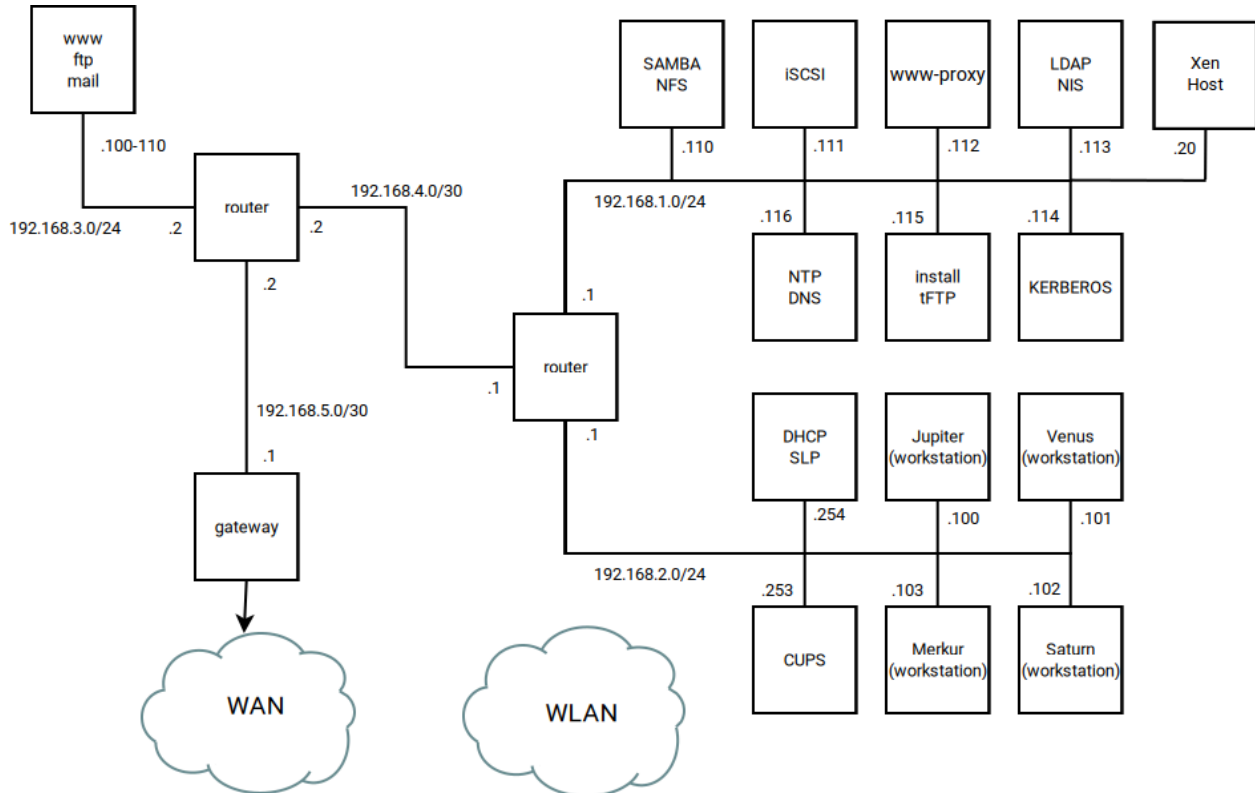 www
ftp
mail
SAMBA
NFS
iSCSI
www-proxy
LDAP
NIS
Xen
Host
.100-110
.110
.111
.112
.113
.20
192.168.4.0/30
router
192.168.1.0/24
192.168.3.0/24
.2
.2
.116
.115
.114
.2
NTP
DNS
install
tFTP
KERBEROS
.1
router
.1
192.168.5.0/30
.1
.1
DHCP
SLP
Jupiter
(workstation)
Venus
(workstation)
gateway
.254
.100
.101
192.168.2.0/24
.253
.103
.102
CUPS
Merkur
(workstation)
Saturn
(workstation)
WAN
WLAN